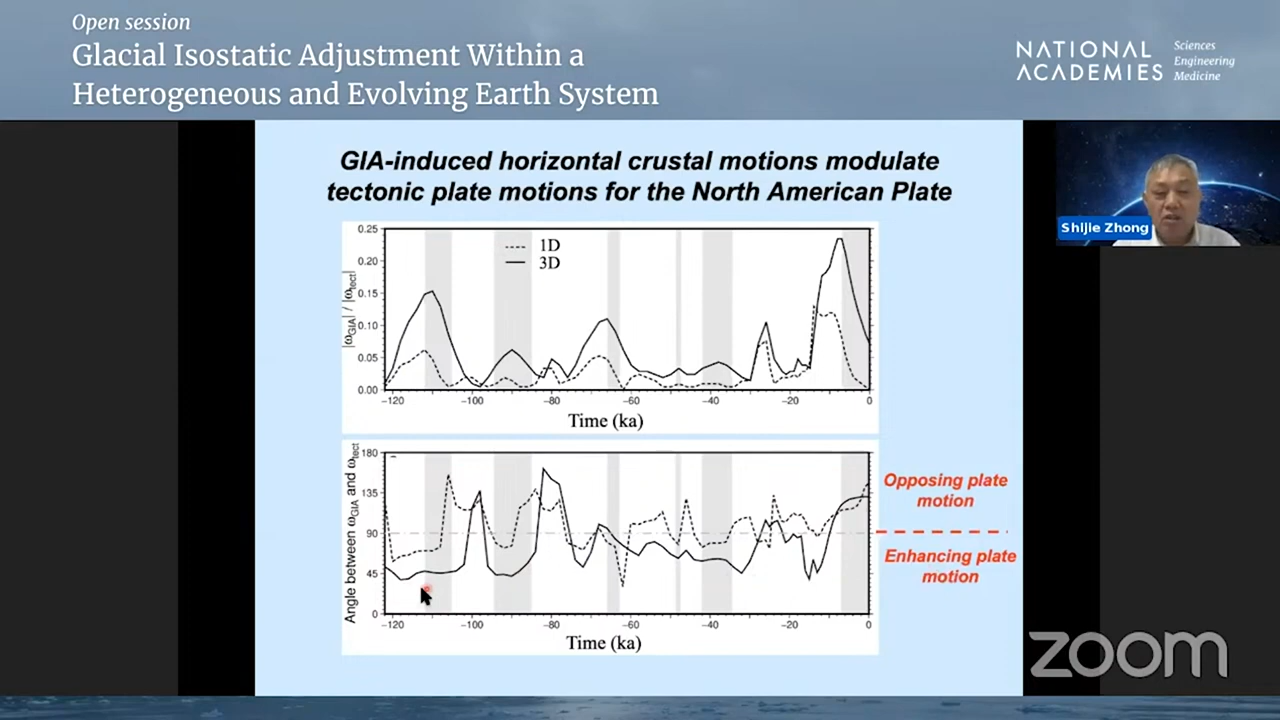 Open session
Glacial Isostatic Adjustment Within a
Heterogeneous and Evolving Earth System
NATIONAL
ACADEMIES
Sciences
Engineering
Medicine
GIA-induced horizontal crustal motions modulate
tectonic plate motions for the North American Plate
Shijie Zhong
|ωGIA| / |ωtect|
0.25
0.20
0.15
0.10
0.05
0.00
1D
3D
−120 −100 −80 −60 −40 −20 0
Time (ka)
Angle between ωGIA and ωtect
180
135
90
45
0
−120 −100 −80 −60 −40 −20 0
Time (ka)
Opposing plate
motion
Enhancing plate
motion
zoom